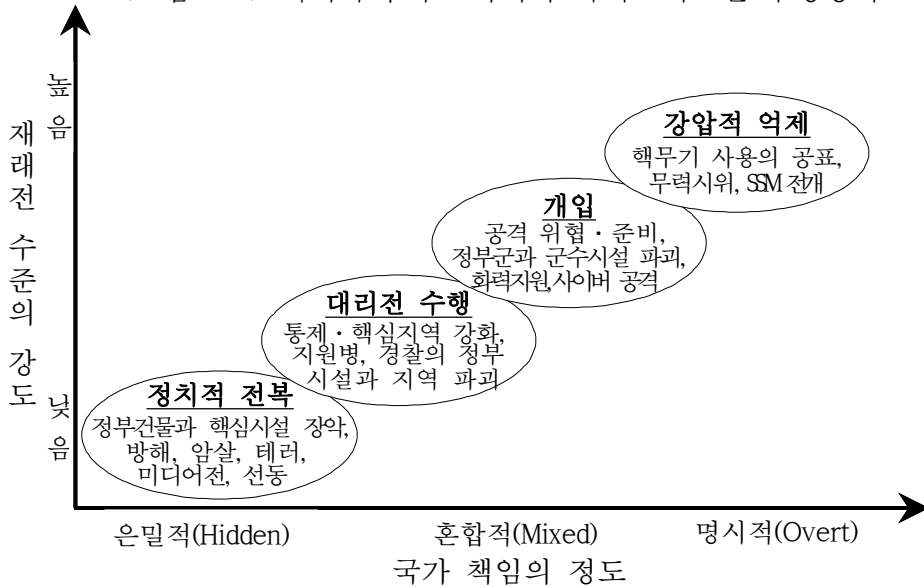 높음
재래전 수준의 강도
낮음
강압적 억제
핵무기 사용의 공표,
무력시위, SSM 전개
개입
공격 위협·준비,
정부군과 군수시설 파괴,
화력지원,사이버 공격
대리전 수행
통제·핵심지역 강화,
지원병, 경찰의 정부
시설과 지역 파괴
정치적 전복
정부건물과 핵심시설 장악,
방해, 암살, 테러,
미디어전, 선동
은밀적(Hidden) 혼합적(Mixed) 명시적(Overt)
국가 책임의 정도